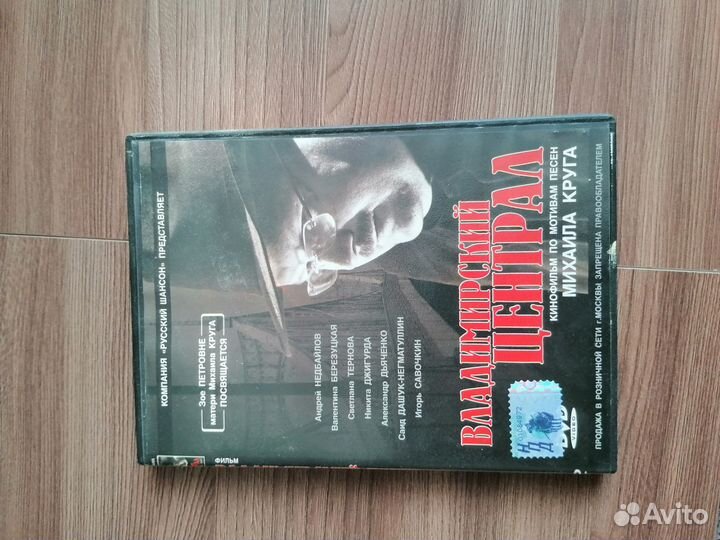 КОМПАНИЯ «РУССКИЙ ШАНСОН» ПРЕДСТАВЛЯЕТ
Зое ПЕТРОВНЕ
матери Михаила КРУГА
ПОСВЯЩАЕТСЯ
Андрей НЕДБАЙЛОВ
Валентина БЕРЕЗУЦКАЯ
Светлана ТЕРНОВА
Никита ДЖИГУРДА
Александр ДЬЯЧЕНКО
Саид ДАШУК-НЕГМАТУЛЛИН
Игорь САВОЧКИН
ВЛАДИМИРСКИЙ
ЦЕНТРАЛ
КИНОФИЛЬМ ПО МОТИВАМ ПЕСЕН
МИХАИЛА КРУГА
DVD
VIDEO
ПРОДАЖА В РОЗНИЧНОЙ СЕТИ г.МОСКВЫ ЗАПРЕЩЕНА ПРАВООБЛАДАТЕЛЕМ
ФИЛЬМ
Avito